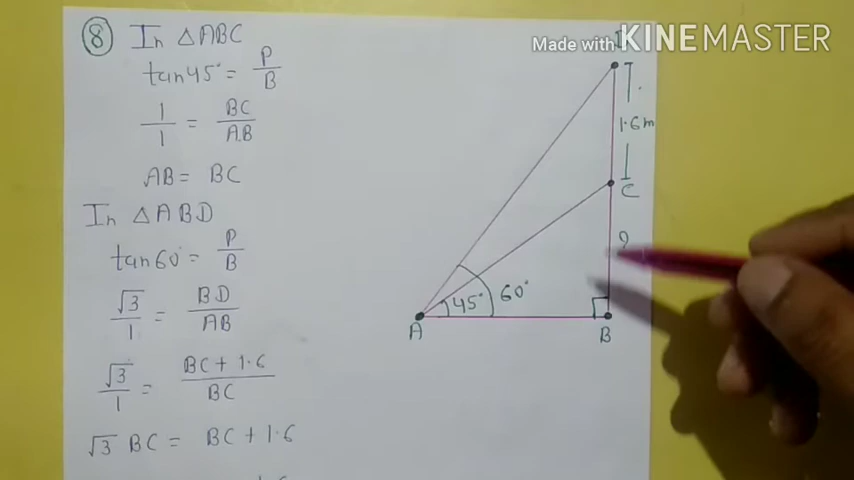 ⑧ In △ABC
tan45° = P/B
1/1 = BC/AB
AB = BC
In △ABD
tan60° = P/B
√3/1 = BD/AB
√3/1 = BC + 1.6/BC
√3 BC = BC + 1.6
Made with KINEMASTER
1.6m
C
?
45° 60°
A
B